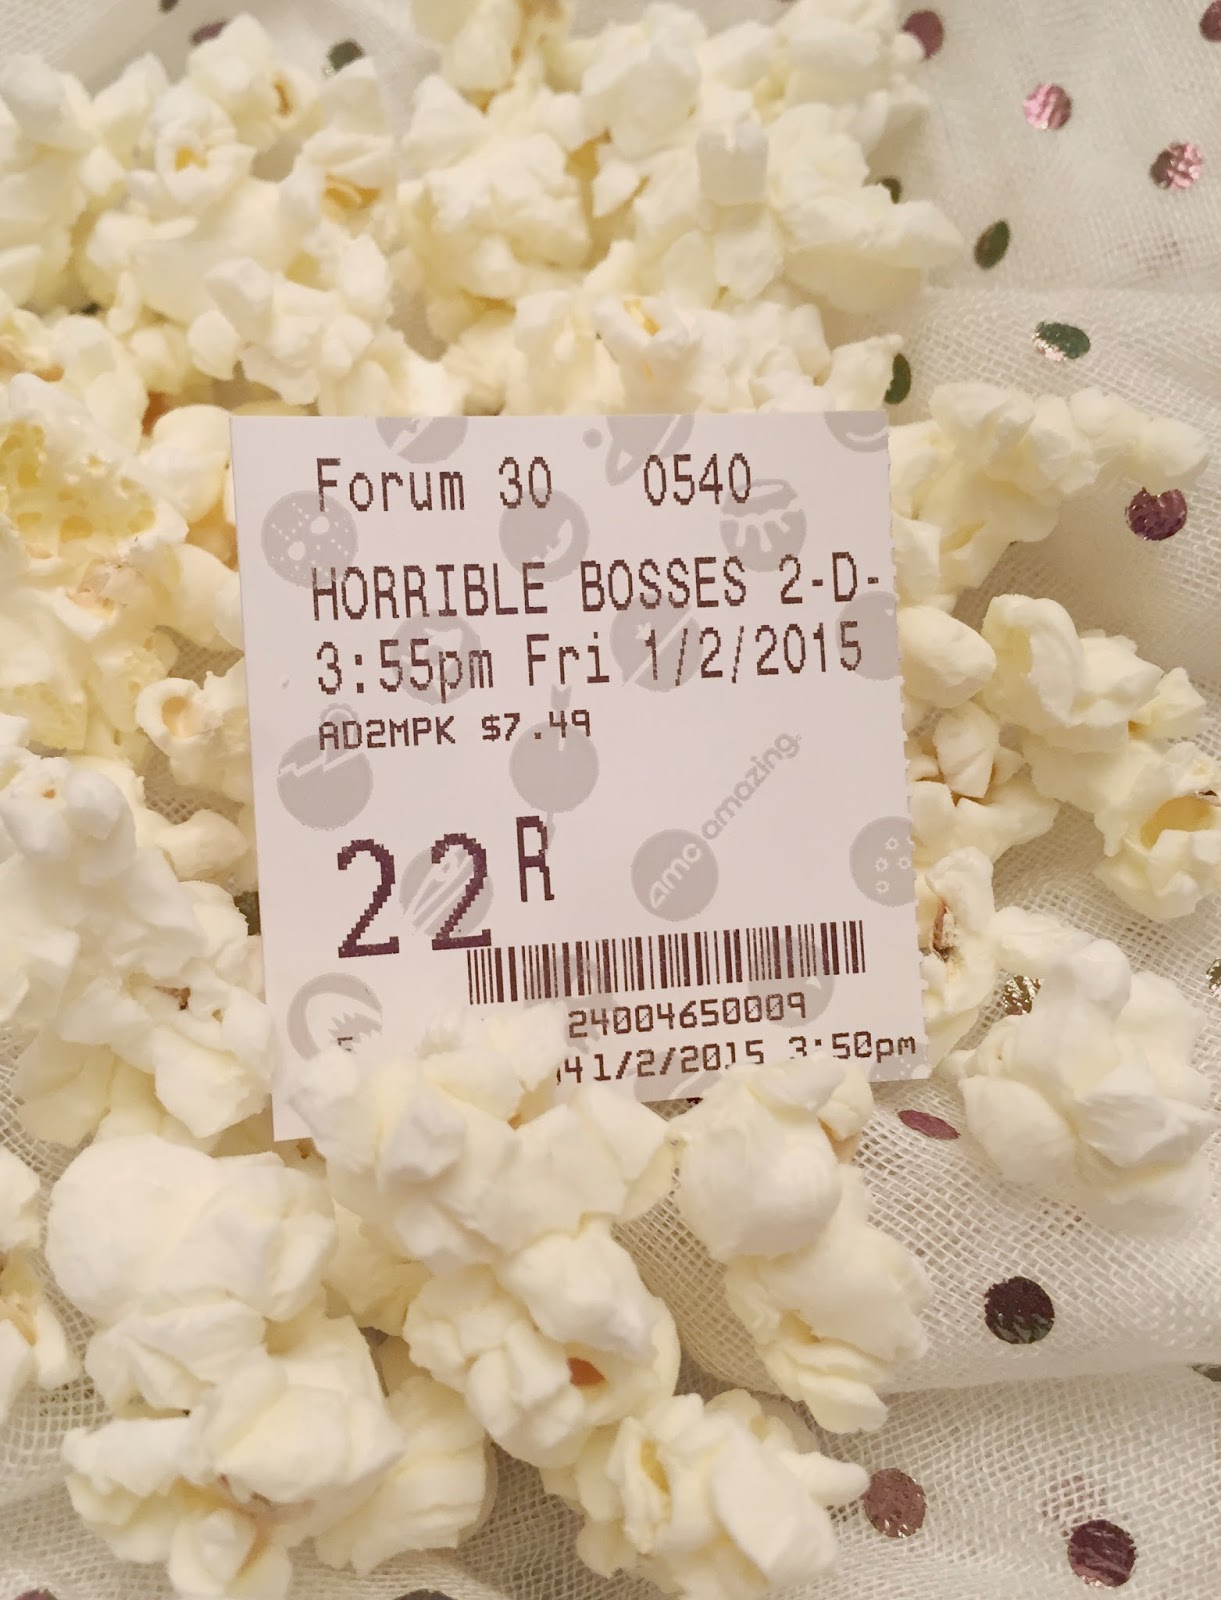 Forum 30 0540
HORRIBLE BOSSES 2-D-
3:55pm Fri 1/2/2015
AD2MPK $7.49
amc amazing
22 R
24004650009
41/2/2015 3:50pm